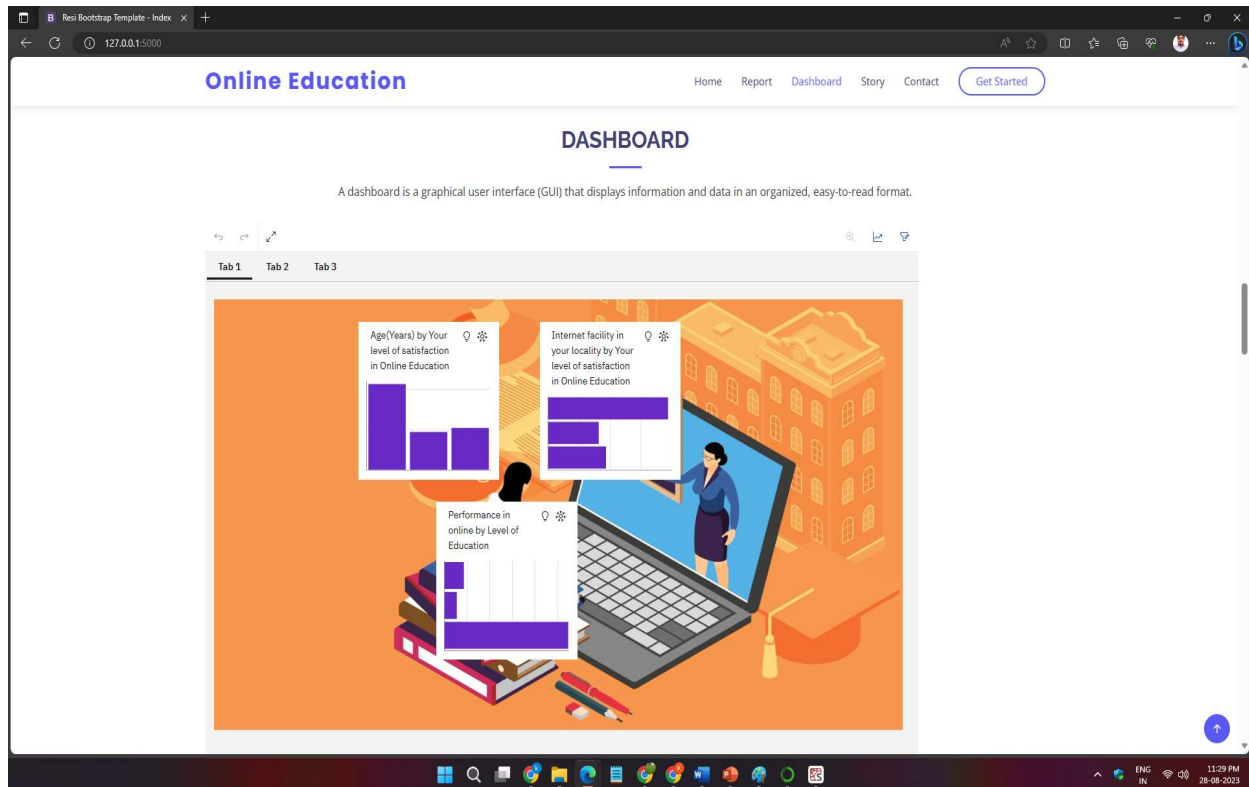 Resi Bootstrap Template - Index
127.0.0.1:5000
Online Education
Home Report Dashboard Story Contact Get Started
DASHBOARD
A dashboard is a graphical user interface (GUI) that displays information and data in an organized, easy-to-read format.
Tab 1 Tab 2 Tab 3
Age(Years) by Your
level of satisfaction
in Online Education
Internet facility in
your locality by Your
level of satisfaction
in Online Education
Performance in
online by Level of
Education
ENG
IN
11:29 PM
28-08-2023